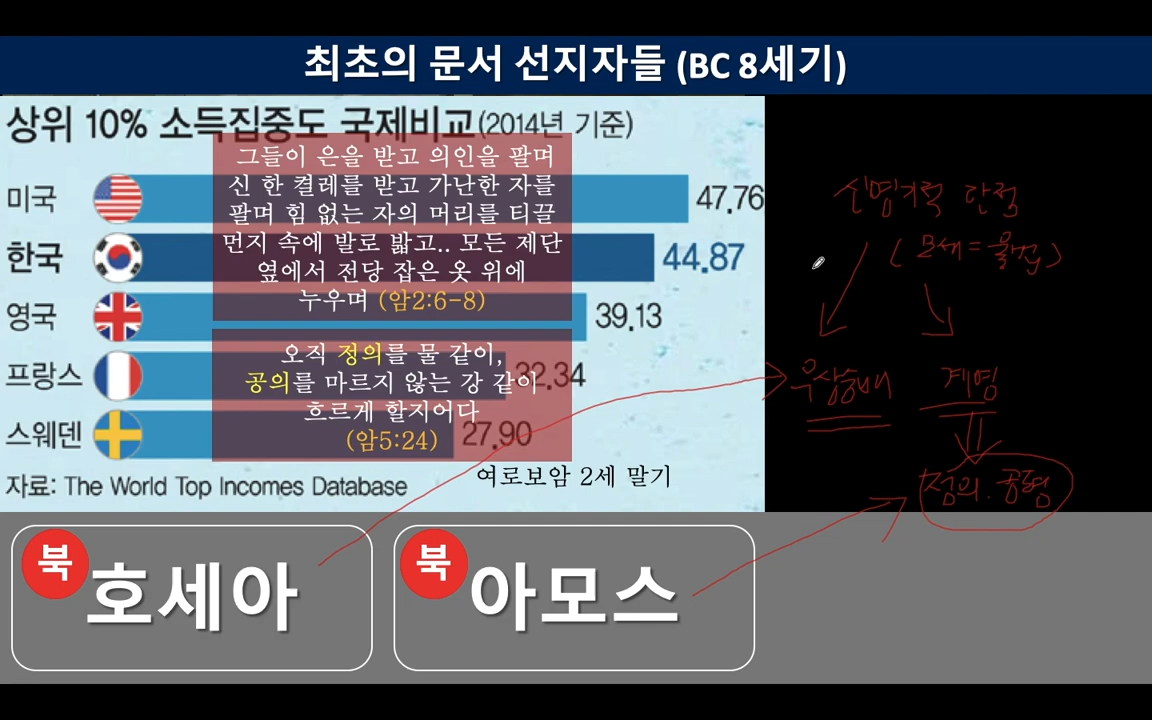 최초의 문서 선지자들 (BC 8세기)
상위 10% 소득집중도 국제비교(2014년 기준)
그들이 은을 받고 의인을 팔며
신 한 켤레를 받고 가난한 자를
팔며 힘 없는 자의 머리를 티끌
먼지 속에 발로 밟고.. 모든 제단
옆에서 전당 잡은 옷 위에
누우며 (암2:6-8)
미국 47.76
한국 44.87
영국 39.13
프랑스 32.34
스웨덴 27.90
오직 정의를 물 같이,
공의를 마르지 않는 강 같이
흐르게 할지어다
(암5:24)
자료: The World Top Incomes Database
여로보암 2세 말기
신명기적 관점
(모세=율법)
우상숭배 계명
정의.공평
북 호세아
북 아모스